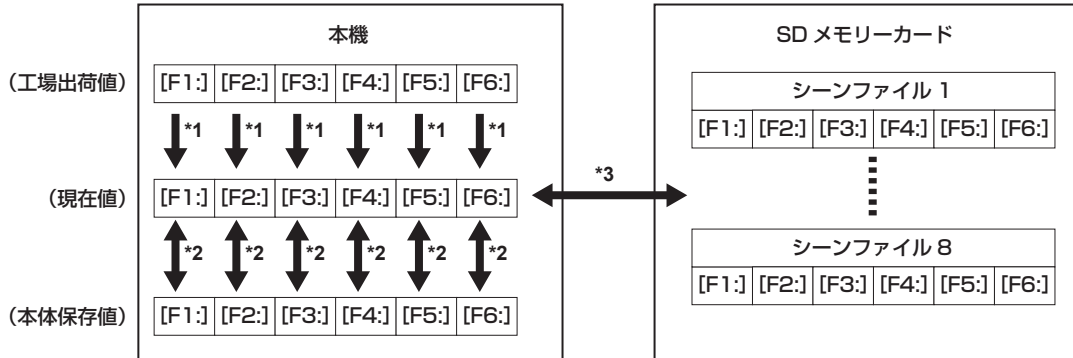 本機
SD メモリーカード
(工場出荷値) [F1:] [F2:] [F3:] [F4:] [F5:] [F6:]
シーンファイル 1
[F1:] [F2:] [F3:] [F4:] [F5:] [F6:]
*1 *1 *1 *1 *1 *1
*3
(現在値) [F1:] [F2:] [F3:] [F4:] [F5:] [F6:]
*2 *2 *2 *2 *2 *2
シーンファイル 8
[F1:] [F2:] [F3:] [F4:] [F5:] [F6:]
(本体保存値) [F1:] [F2:] [F3:] [F4:] [F5:] [F6:]